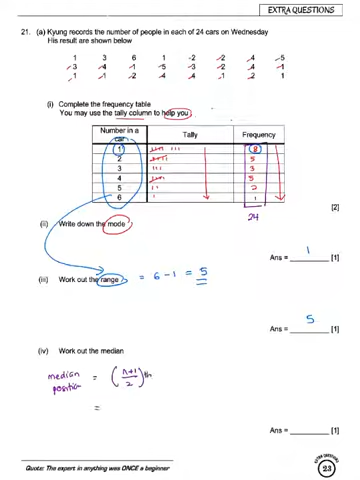 EXTRA QUESTIONS
21. (a) Kyung records the number of people in each of 24 cars on Wednesday
His result are shown below
1 3 6 1 2 2 4 5
3 4 1 5 3 2 4 1
1 1 2 4 4 1 2 1
(i) Complete the frequency table
You may use the tally column to help you
Number in a car Tally Frequency
1 8
2 5
3 3
4 5
5 2
6 1
[2]
24
(ii) Write down the mode
Ans = 1 [1]
(iii) Work out the range = 6 - 1 = 5
5
Ans = [1]
(iv) Work out the median
median position = (n+1/2)th
=
Ans = [1]
Quote: The expert in anything was ONCE a beginner
EXTRA QUESTIONS
23